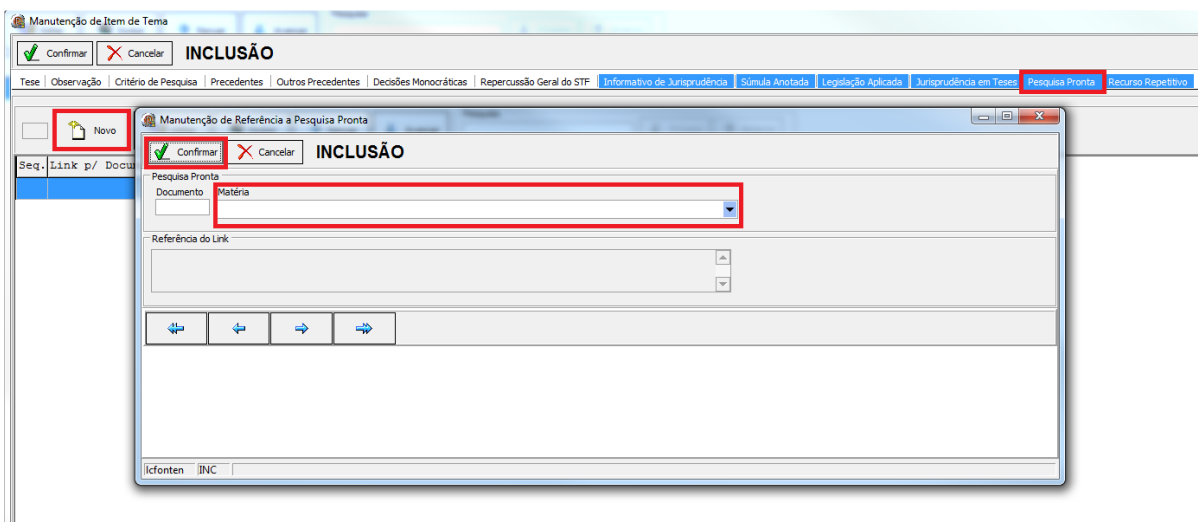 Manutenção de Item de Tema
Confirmar Cancelar INCLUSÃO
Tese Observação Critério de Pesquisa Precedentes Outros Precedentes Decisões Monocráticas Repercussão Geral do STF Informativo de Jurisprudência Súmula Anotada Legislação Aplicada Jurisprudência em Teses Pesquisa Pronta Recurso Repetitivo
Novo
Seq. Link p/ Docu
Manutenção de Referência a Pesquisa Pronta
Confirmar Cancelar INCLUSÃO
Pesquisa Pronta
Documento Matéria
Referência do Link
lcfonten INC